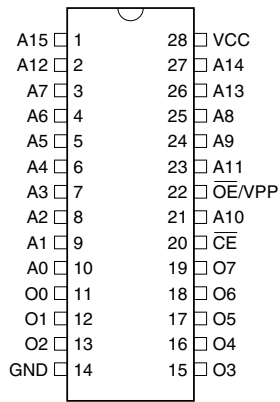 A15 1 28 VCC
A12 2 27 A14
A7 3 26 A13
A6 4 25 A8
A5 5 24 A9
A4 6 23 A11
A3 7 22 O̅E̅/VPP
A2 8 21 A10
A1 9 20 C̅E̅
A0 10 19 O7
O0 11 18 O6
O1 12 17 O5
O2 13 16 O4
GND 14 15 O3